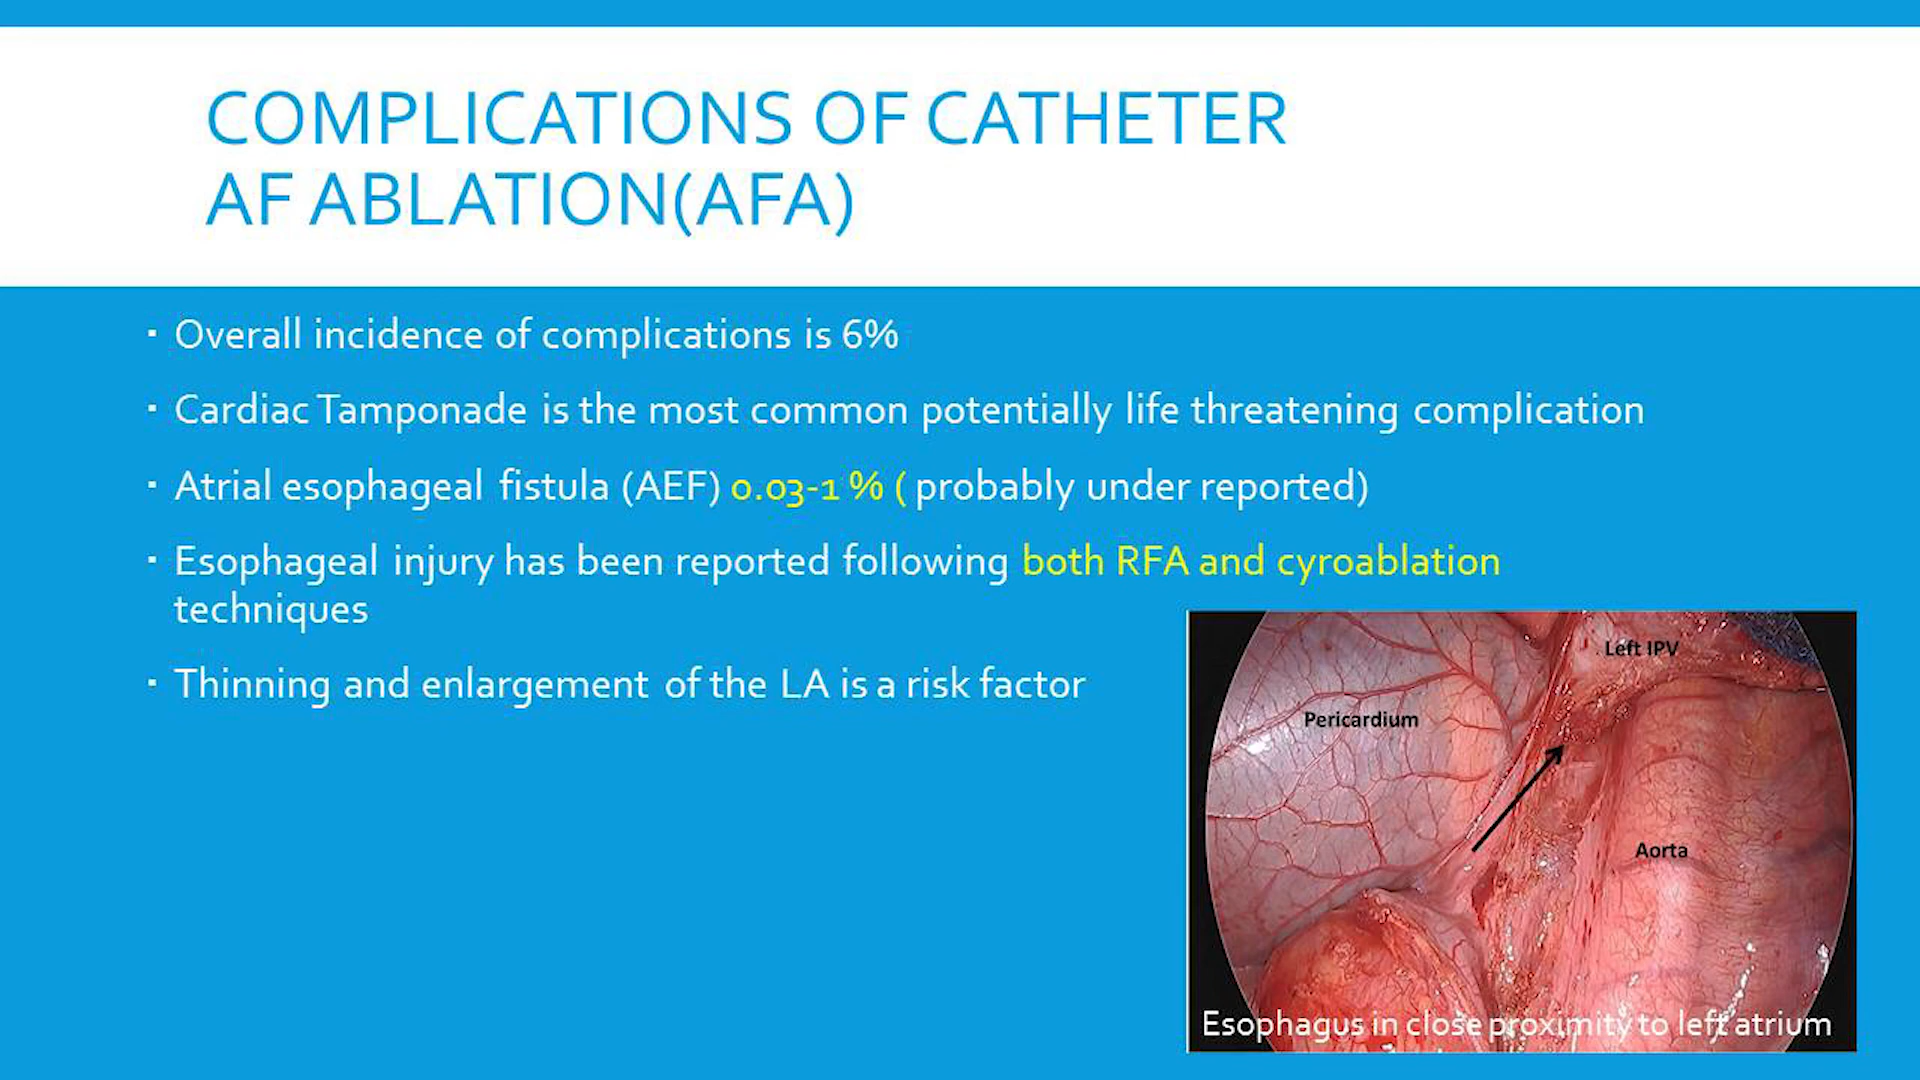 COMPLICATIONS OF CATHETER
AF ABLATION(AFA)
▪ Overall incidence of complications is 6%
▪ Cardiac Tamponade is the most common potentially life threatening complication
▪ Atrial esophageal fistula (AEF) 0.03-1 % ( probably under reported)
▪ Esophageal injury has been reported following both RFA and cyroablation
techniques
▪ Thinning and enlargement of the LA is a risk factor
Left IPV
Pericardium
Aorta
Esophagus in close proximity to left atrium